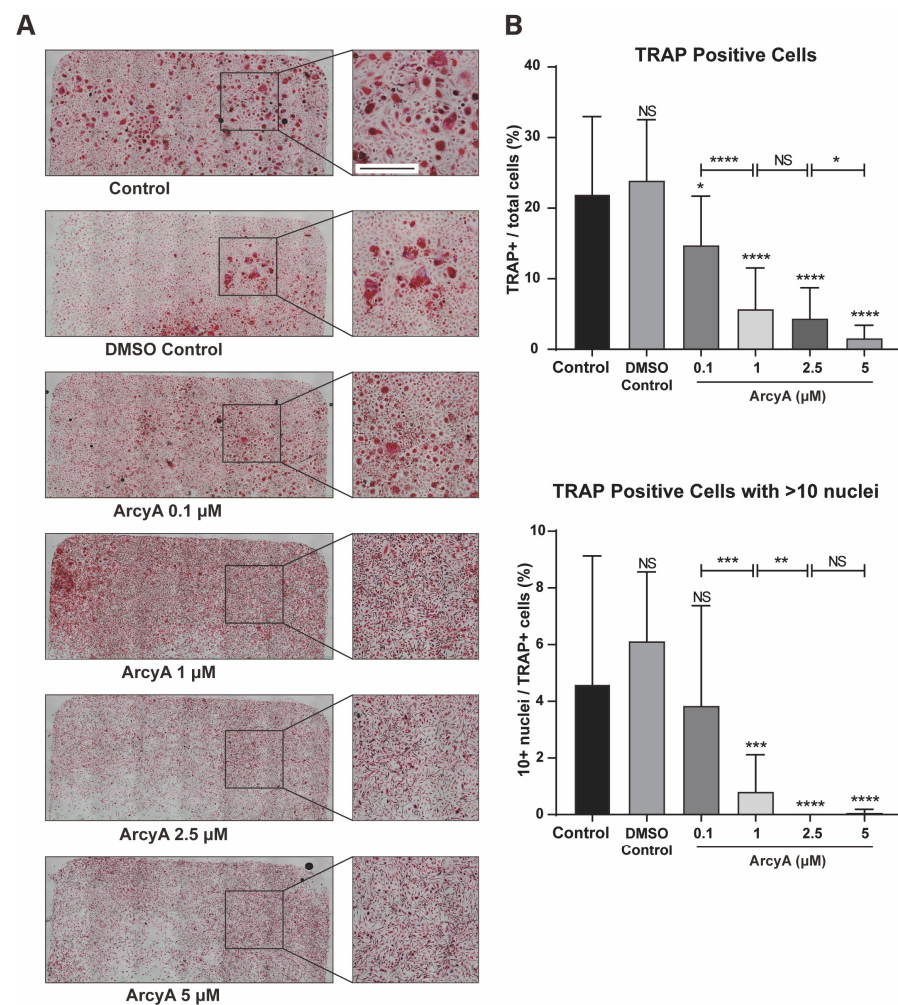 A
Control
DMSO Control
ArcyA 0.1 µM
ArcyA 1 µM
ArcyA 2.5 µM
ArcyA 5 µM
B
TRAP Positive Cells
TRAP+ / total cells (%)
40
30
20
10
0
NS
*
****
****
****
****
NS
*
Control
DMSO
Control
0.1
1
2.5
5
ArcyA (µM)
TRAP Positive Cells with >10 nuclei
10+ nuclei / TRAP+ cells (%)
10
8
6
4
2
0
NS
NS
***
****
****
***
**
NS
Control
DMSO
Control
0.1
1
2.5
5
ArcyA (µM)